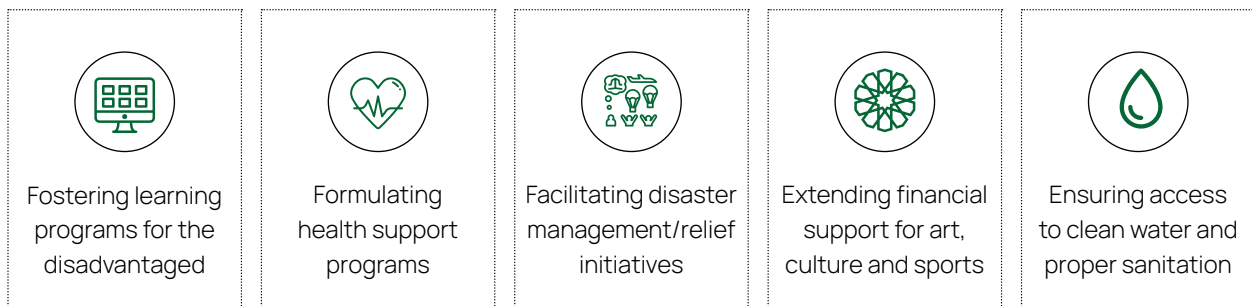 Fostering learning
programs for the
disadvantaged
Formulating
health support
programs
Facilitating disaster
management/relief
initiatives
Extending financial
support for art,
culture and sports
Ensuring access
to clean water and
proper sanitation